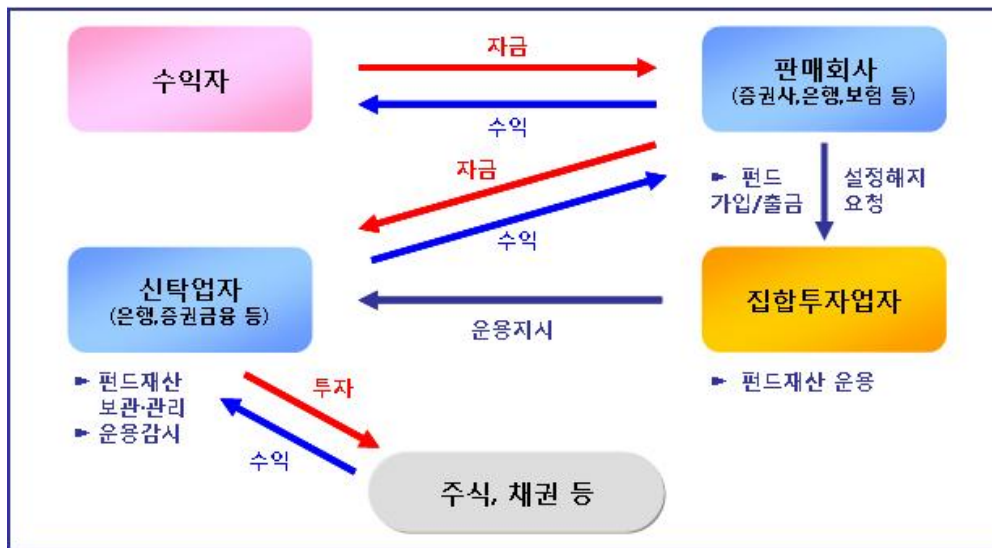 수익자
자금
수익
판매회사
(증권사,은행,보험 등)
자금
수익
► 펀드
가입/출금
설정해지
요청
신탁업자
(은행,증권금융 등)
운용지시
집합투자업자
► 펀드재산
보관·관리
► 운용감시
► 펀드재산 운용
투자
수익
주식, 채권 등